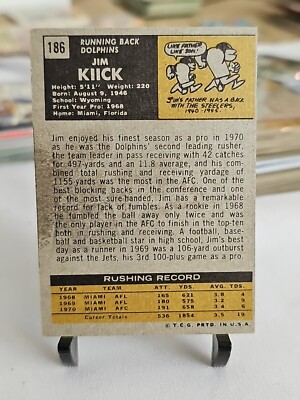 186
RUNNING BACK
DOLPHINS
JIM
KIICK
Height: 5'11" Weight: 220
Born: August 9, 1946
School: Wyoming
First Year Pro: 1968
Home: Miami, Florida
LIKE FATHER
LIKE SON!
JIM'S FATHER WAS A BACK
WITH THE STEELERS,
1940-1945.
Jim enjoyed his finest season as a pro in 1970
as he was the Dolphins' second leading rusher,
the team leader in pass receiving with 42 catches
for 497-yards and an 11.8 average, and his com-
bined total rushing and receiving yardage of
1155 yards was the most in the AFC. One of the
best blocking backs in the conference and one
of the most dedicated, Jim has a remarkable
record for lack of fumbles. As a rookie in 1968
he fumbled the ball away only twice and was
the only player in the AFC to finish in the top-ten
both in rushing and in receiving. A football,
base and basketball star in high school, Jim's best
day as a runner in 1969 was a 106-yard outburst
against the Jets, his 3rd 100-plus game as a pro.
RUSHING RECORD
YEAR TEAM ATT. YDS. AVG. TDS.
1968 MIAMI AFL 165 621 3.8 4
1969 MIAMI AFL 180 575 3.2 9
1970 MIAMI AFC 191 658 3.4 6
Career Totals 536 1854 3.5 19
© T.C.G. PRTD. IN U.S.A.